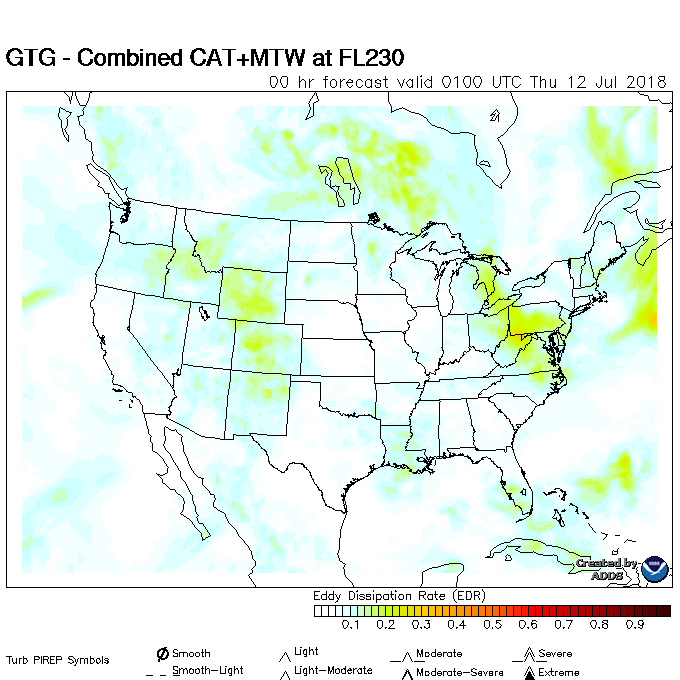 GTG - Combined CAT+MTW at FL230
00 hr forecast valid 0100 UTC Thu 12 Jul 2018
Created by
ADDS
Eddy Dissipation Rate (EDR)
0.1 0.2 0.3 0.4 0.5 0.6 0.7 0.8 0.9
Turb PIREP Symbols
Smooth Light Moderate Severe
Smooth-Light Light-Moderate Moderate-Severe Extreme